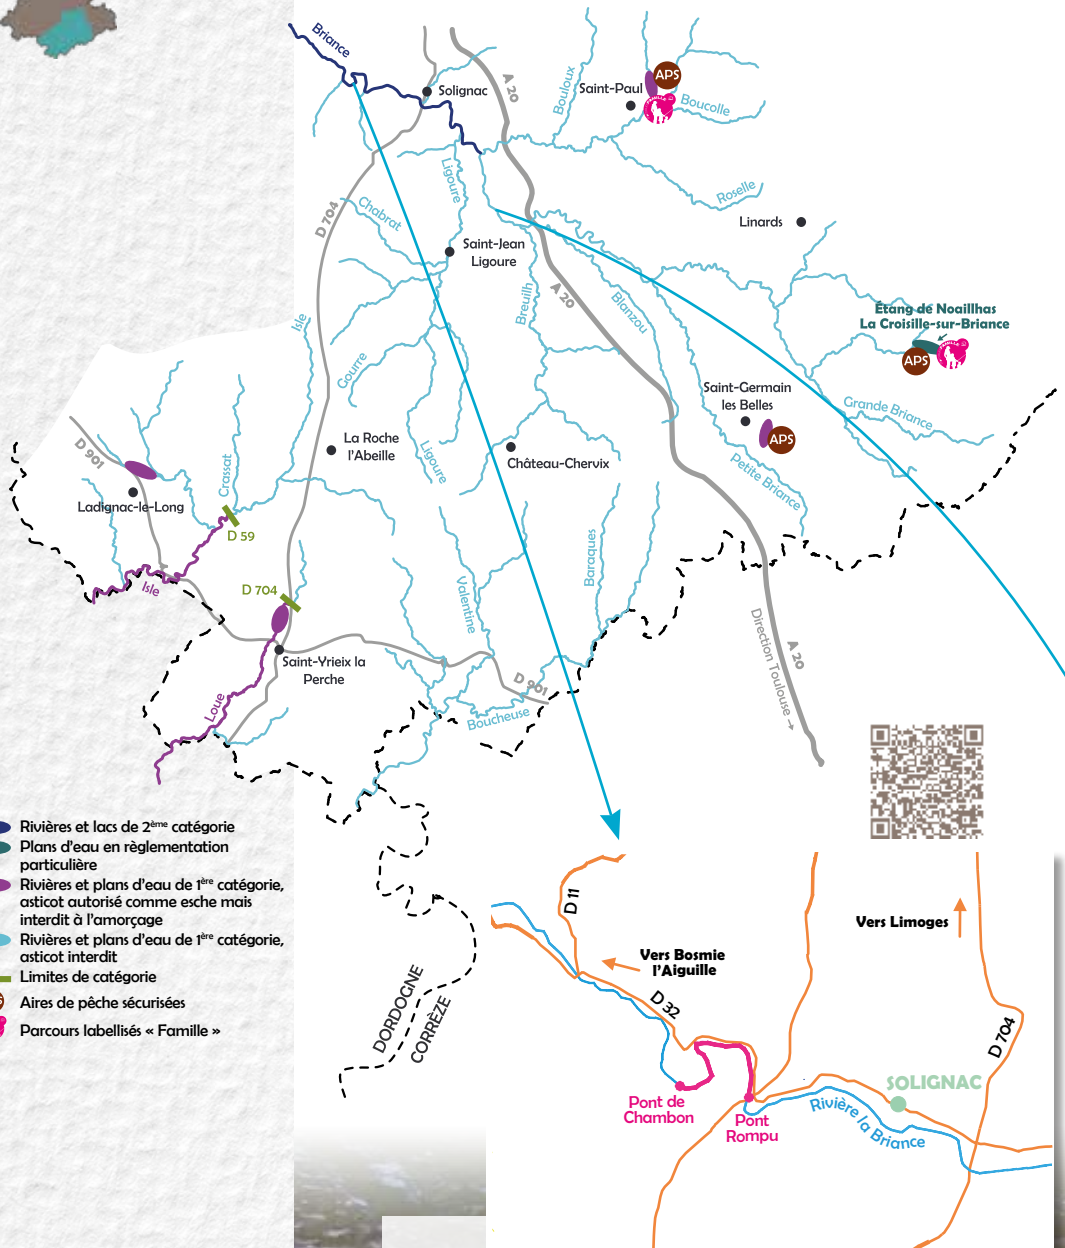 Briance
Solignac
A 20
Bouloux
Saint-Paul
APS
Boucolle
Ligoure
Roselle
Chabrat
D 704
Linards
Saint-Jean
Ligoure
Breuilh
A 20
Blanzou
Isle
Étang de Noaillhas
La Croisille-sur-Briance
APS
Gourre
Saint-Germain
les Belles
APS
Grande Briance
D 901
La Roche
l'Abeille
Ligoure
Château-Chervix
Petite Briance
Crassat
Ladignac-le-Long
D 59
Isle
D 704
Baraques
Valentine
Saint-Yrieix la
Perche
D 901
Loue
Boucheuse
A 20
Direction Toulouse →
Rivières et lacs de 2ème catégorie
Plans d'eau en règlementation
particulière
Rivières et plans d'eau de 1ère catégorie,
asticot autorisé comme esche mais
interdit à l'amorçage
Rivières et plans d'eau de 1ère catégorie,
asticot interdit
Limites de catégorie
Aires de pêche sécurisées
Parcours labellisés « Famille »
DORDOGNE
CORRÈZE
D 11
Vers Bosmie
l'Aiguille
D 32
Vers Limoges
D 704
SOLIGNAC
Pont de
Chambon
Pont
Rompu
Rivière la Briance